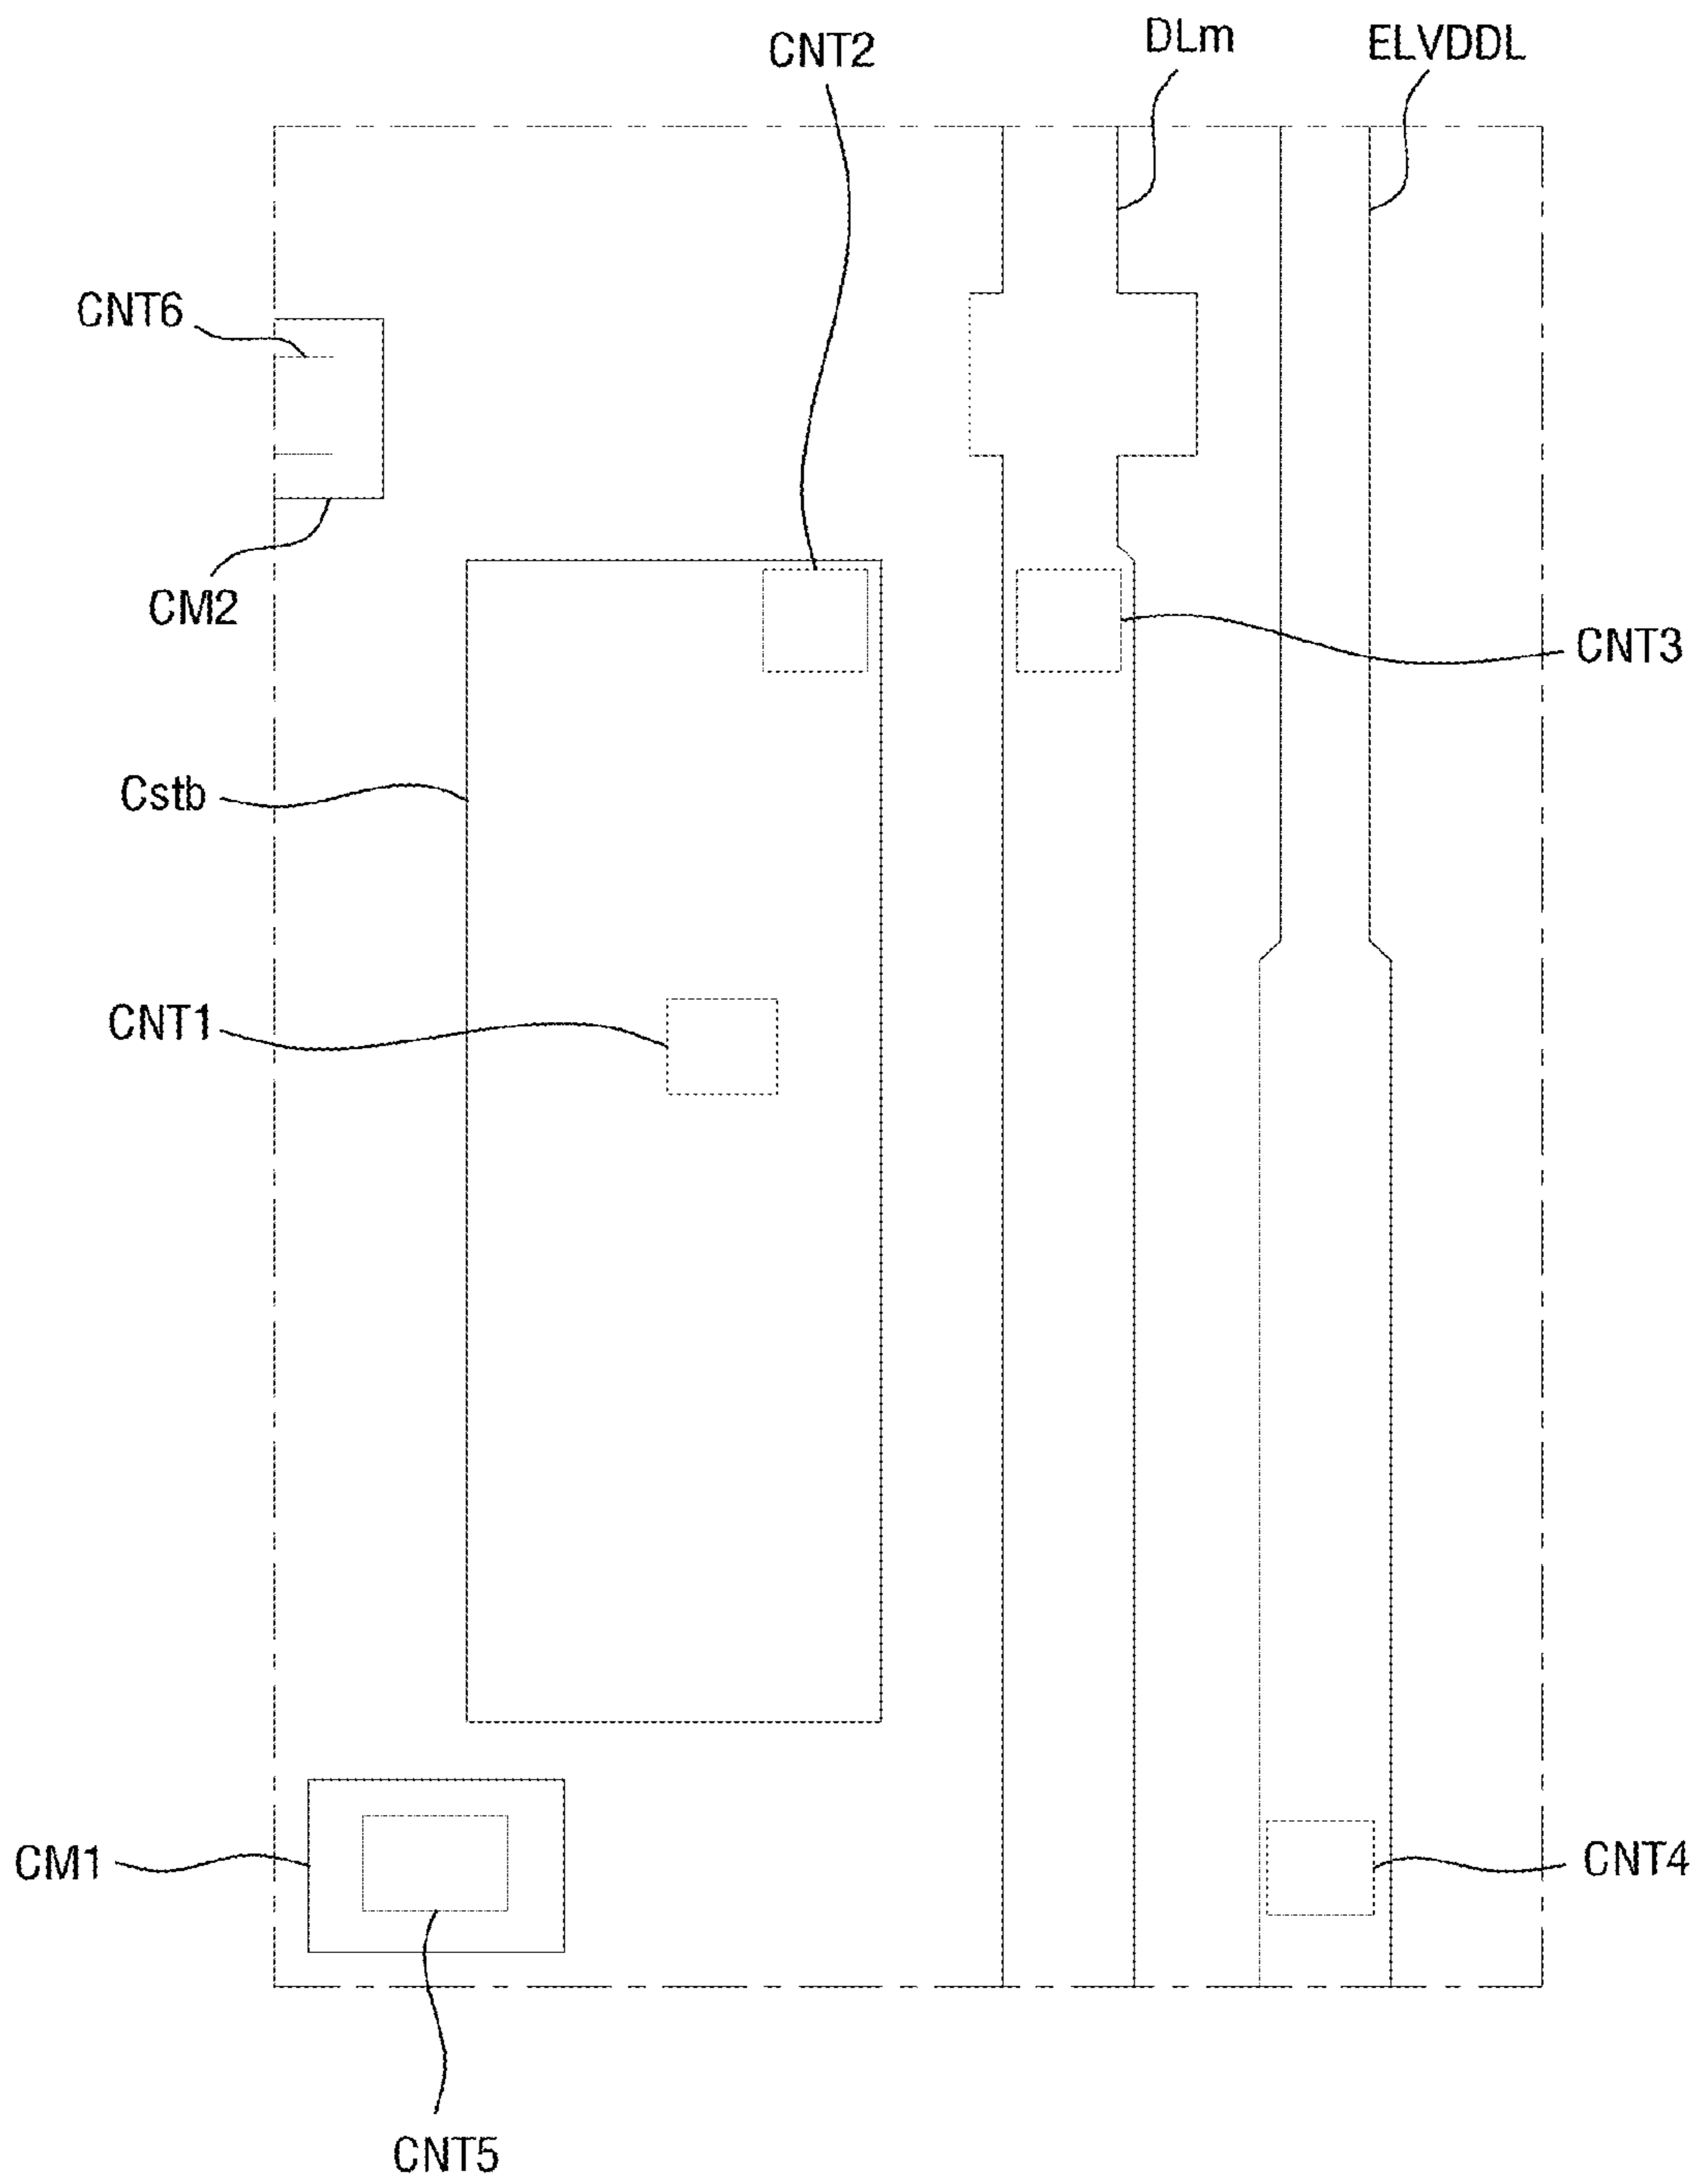 DLm
ELVDDL
CNT2
CNT6
CM2
CNT3
Cstb
CNT1
CM1
CNT4
CNT5